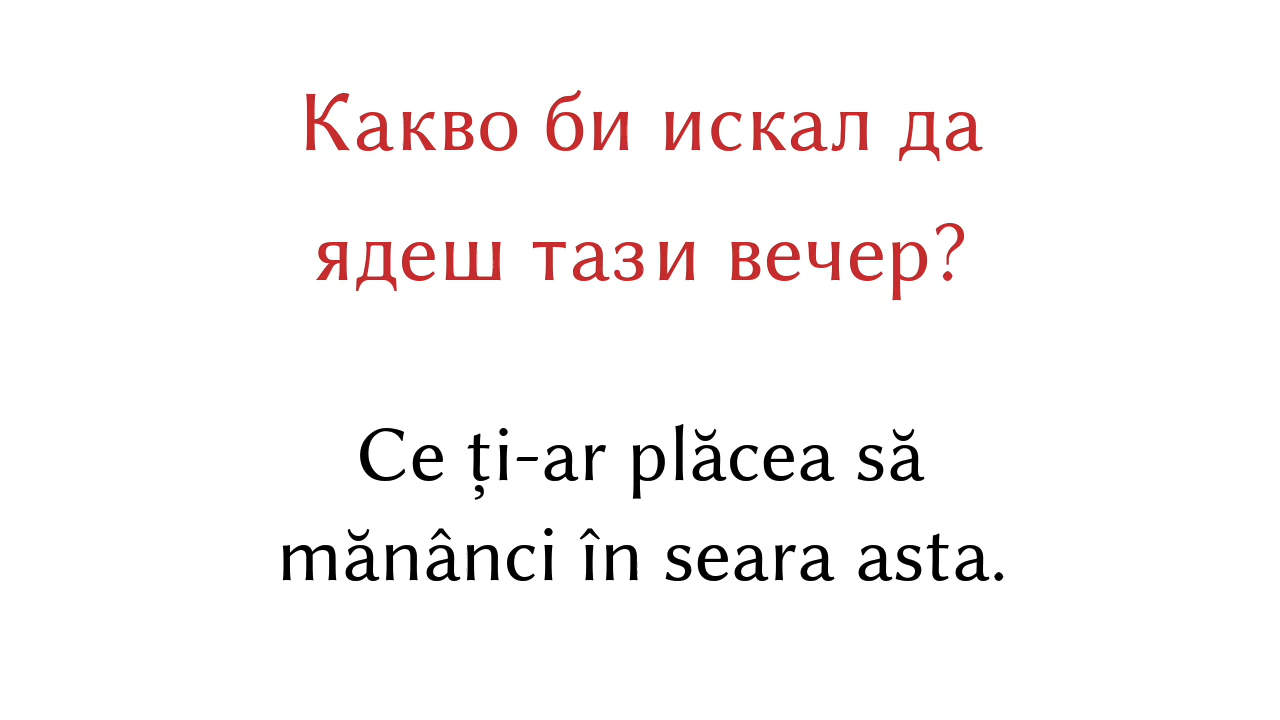 Какво би искал да
ядеш тази вечер?
Ce ți-ar plăcea să
mănânci în seara asta.